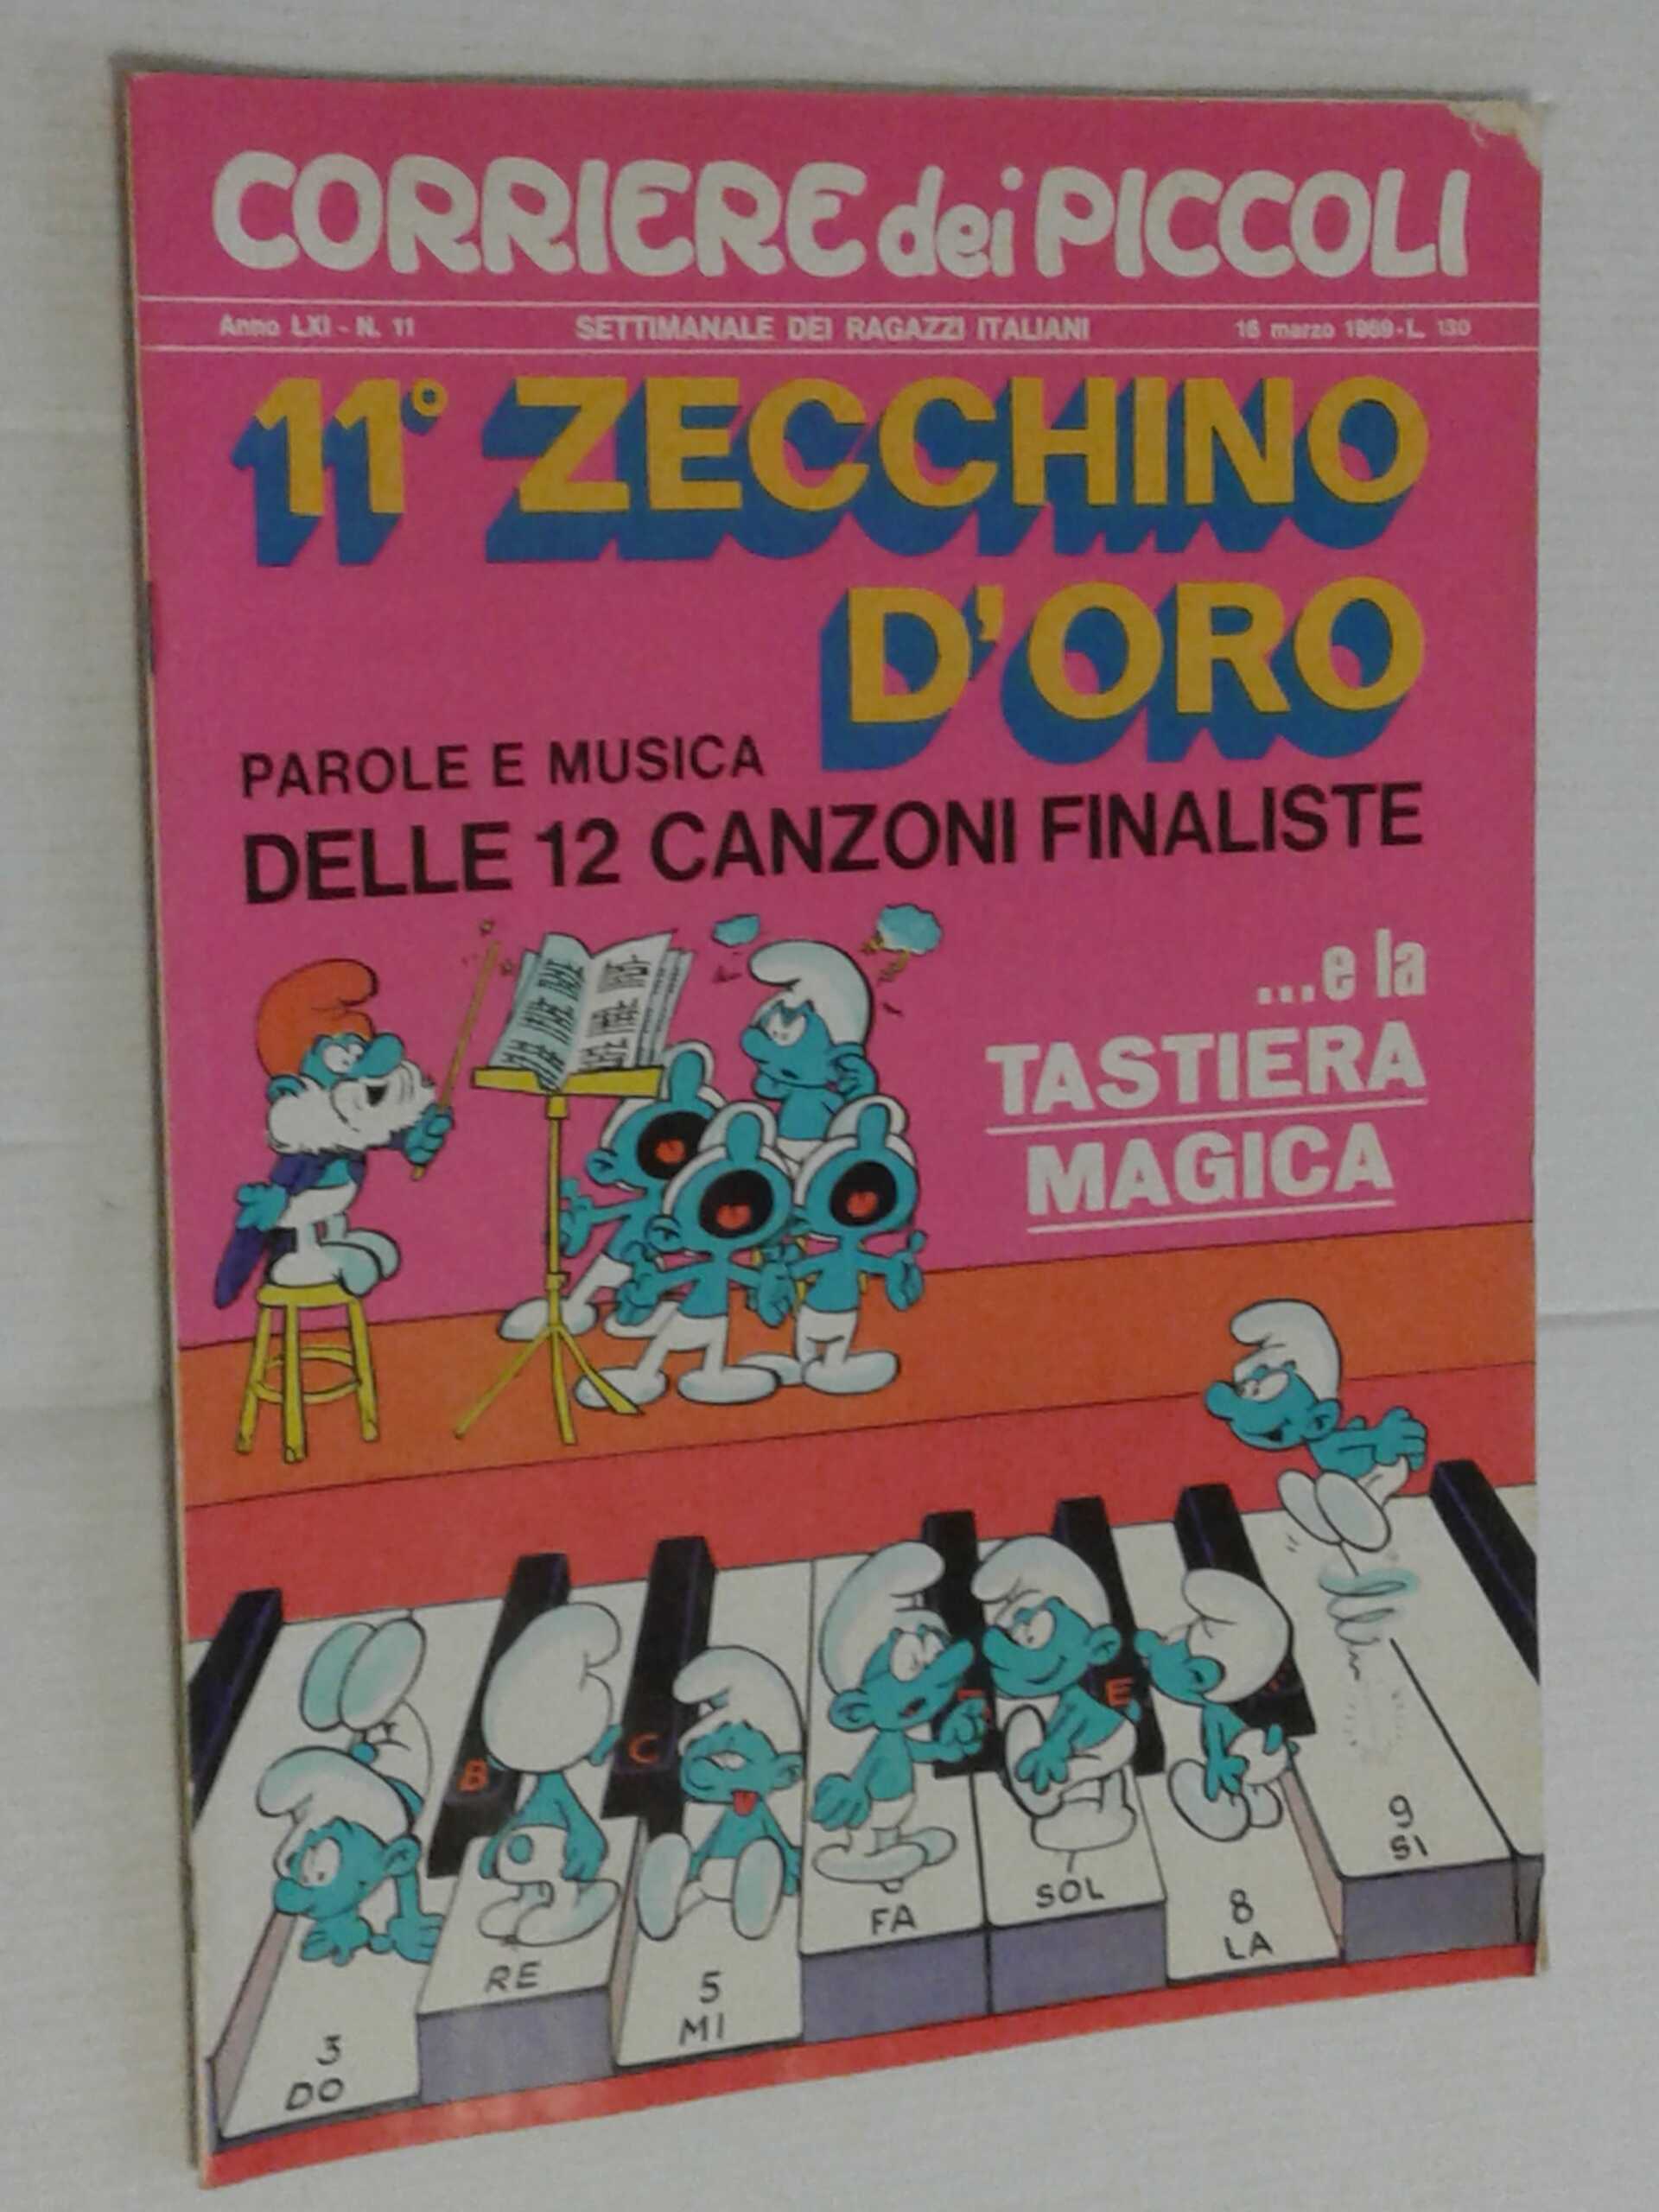 CORRIERE dei PICCOLI
Anno LXI - N. 11 SETTIMANALE DEI RAGAZZI ITALIANI 16 marzo 1969 - L. 130
11° ZECCHINO
D'ORO
PAROLE E MUSICA
DELLE 12 CANZONI FINALISTE
...e la
TASTIERA
MAGICA
B C E
3 DO
RE
5 MI
FA
SOL
8 LA
9 SI